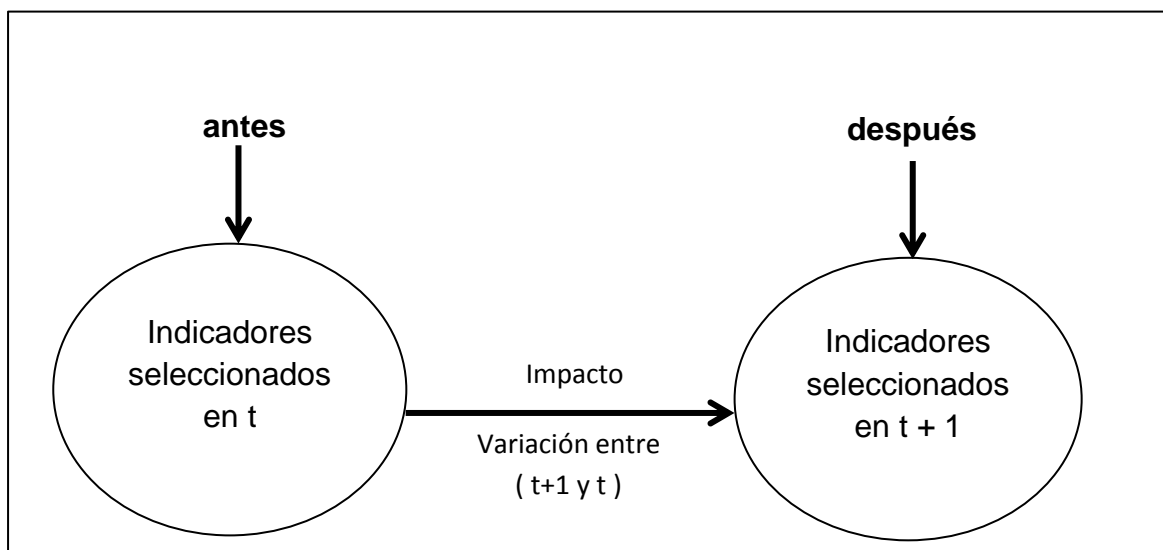 antes
después
Indicadores
seleccionados
en t
Impacto
Variación entre
( t+1 y t )
Indicadores
seleccionados
en t + 1